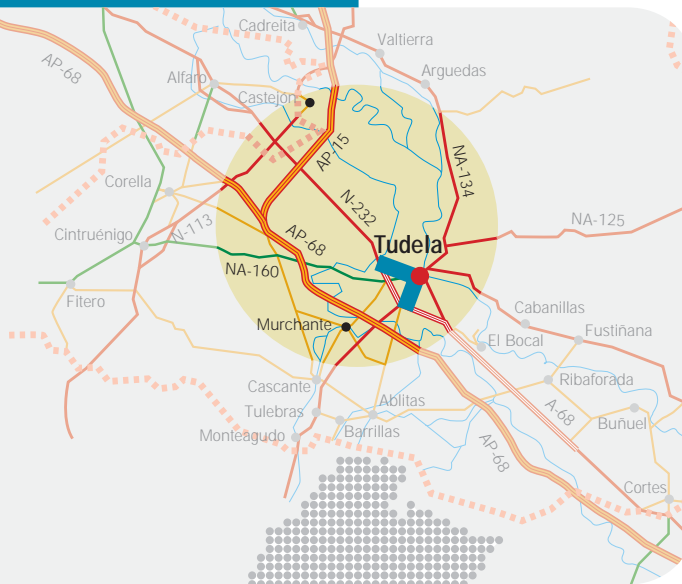 Cadreita
Valtierra
AP-68
Alfaro
Arguedas
Castejón
AP-15
NA-134
Corella
N-232
N-113
NA-125
Cintruénigo
AP-68
Tudela
NA-160
Fitero
Cabanillas
Murchante
El Bocal
Fustiñana
Cascante
Ribaforada
Ablitas
Tulebras
A-68
Buñuel
Monteagudo
Barrillas
AP-68
Cortes